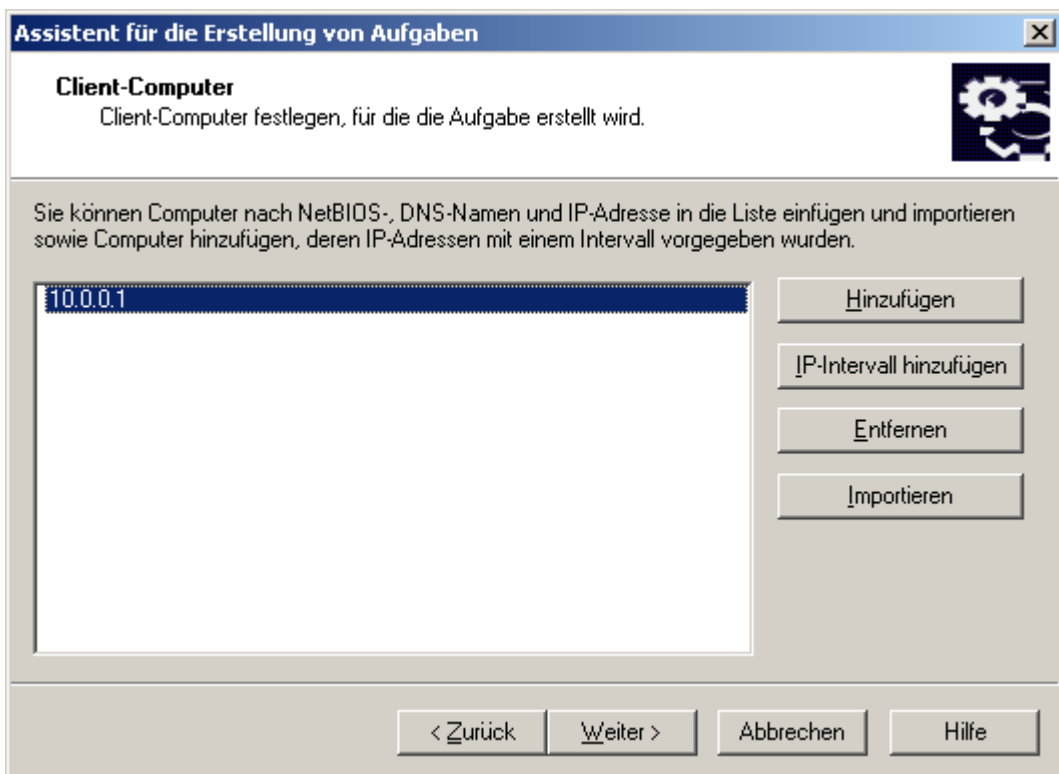 Assistent für die Erstellung von Aufgaben
Client-Computer
Client-Computer festlegen, für die die Aufgabe erstellt wird.
Sie können Computer nach NetBIOS-, DNS-Namen und IP-Adresse in die Liste einfügen und importieren
sowie Computer hinzufügen, deren IP-Adressen mit einem Intervall vorgegeben wurden.
10.0.0.1
Hinzufügen
IP-Intervall hinzufügen
Entfernen
Importieren
< Zurück
Weiter >
Abbrechen
Hilfe